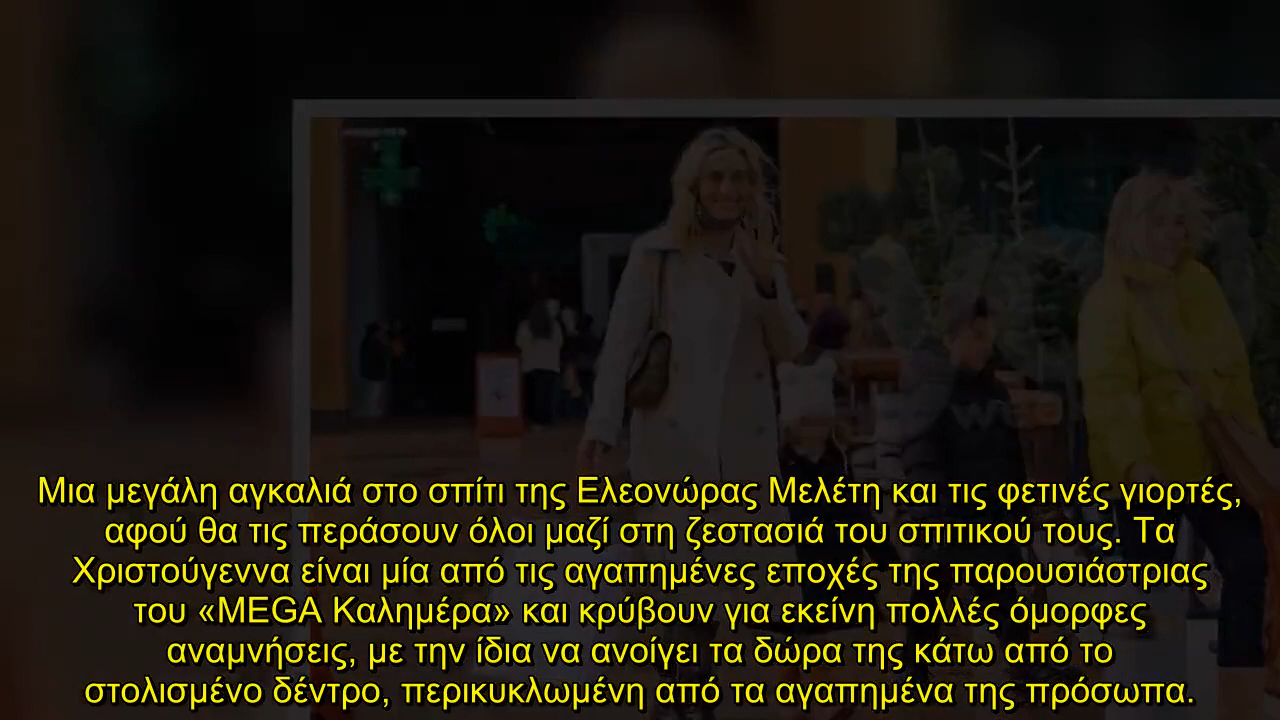 Μια μεγάλη αγκαλιά στο σπίτι της Ελεονώρας Μελέτη και τις φετινές γιορτές,
αφού θα τις περάσουν όλοι μαζί στη ζεστασιά του σπιτικού τους. Τα
Χριστούγεννα είναι μία από τις αγαπημένες εποχές της παρουσιάστριας
του «MEGA Καλημέρα» και κρύβουν για εκείνη πολλές όμορφες
αναμνήσεις, με την ίδια να ανοίγει τα δώρα της κάτω από το
στολισμένο δέντρο, περικυκλωμένη από τα αγαπημένα της πρόσωπα.